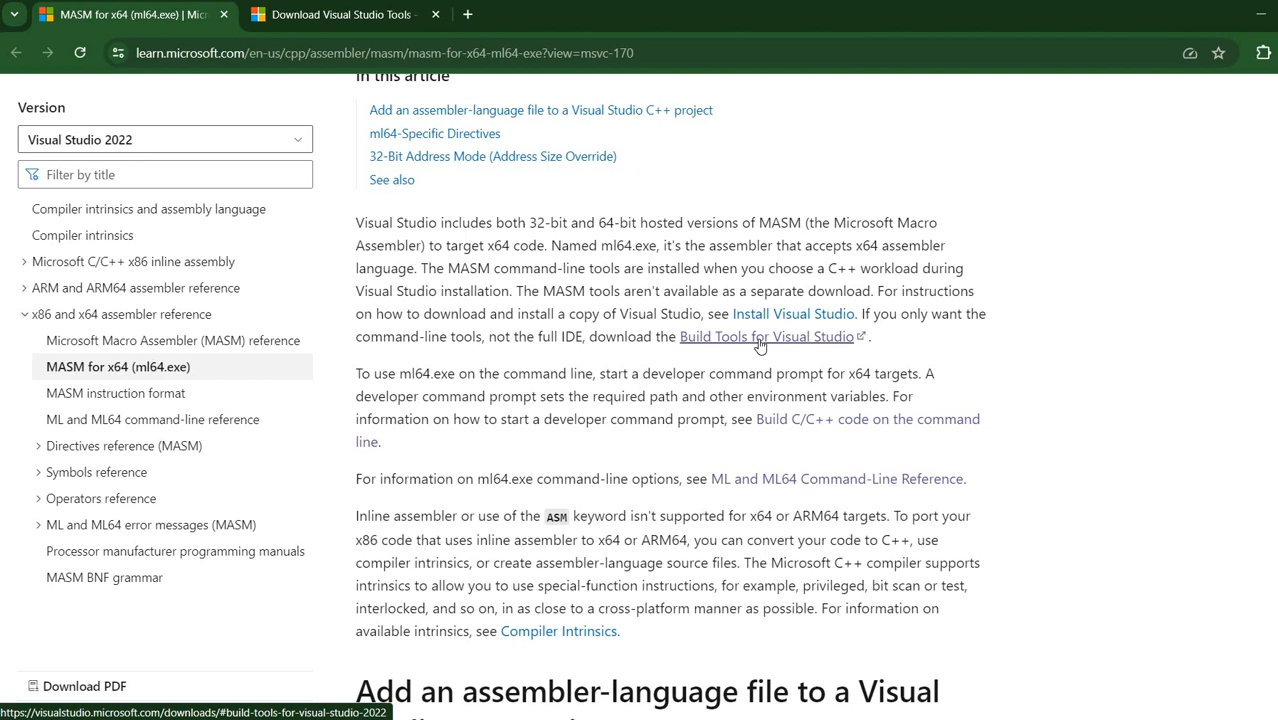 MASM for x64 (ml64.exe) | Mic
Download Visual Studio Tools -
learn.microsoft.com/en-us/cpp/assembler/masm/masm-for-x64-ml64-exe?view=msvc-170
In this article
Version
Visual Studio 2022
Filter by title
Compiler intrinsics and assembly language
Compiler intrinsics
Microsoft C/C++ x86 inline assembly
ARM and ARM64 assembler reference
x86 and x64 assembler reference
Microsoft Macro Assembler (MASM) reference
MASM for x64 (ml64.exe)
MASM instruction format
ML and ML64 command-line reference
Directives reference (MASM)
Symbols reference
Operators reference
ML and ML64 error messages (MASM)
Processor manufacturer programming manuals
MASM BNF grammar
Download PDF
Add an assembler-language file to a Visual Studio C++ project
ml64-Specific Directives
32-Bit Address Mode (Address Size Override)
See also
Visual Studio includes both 32-bit and 64-bit hosted versions of MASM (the Microsoft Macro
Assembler) to target x64 code. Named ml64.exe, it's the assembler that accepts x64 assembler
language. The MASM command-line tools are installed when you choose a C++ workload during
Visual Studio installation. The MASM tools aren't available as a separate download. For instructions
on how to download and install a copy of Visual Studio, see Install Visual Studio. If you only want the
command-line tools, not the full IDE, download the Build Tools for Visual Studio.
To use ml64.exe on the command line, start a developer command prompt for x64 targets. A
developer command prompt sets the required path and other environment variables. For
information on how to start a developer command prompt, see Build C/C++ code on the command
line.
For information on ml64.exe command-line options, see ML and ML64 Command-Line Reference.
Inline assembler or use of the ASM keyword isn't supported for x64 or ARM64 targets. To port your
x86 code that uses inline assembler to x64 or ARM64, you can convert your code to C++, use
compiler intrinsics, or create assembler-language source files. The Microsoft C++ compiler supports
intrinsics to allow you to use special-function instructions, for example, privileged, bit scan or test,
interlocked, and so on, in as close to a cross-platform manner as possible. For information on
available intrinsics, see Compiler Intrinsics.
Add an assembler-language file to a Visual
https://visualstudio.microsoft.com/downloads/#build-tools-for-visual-studio-2022